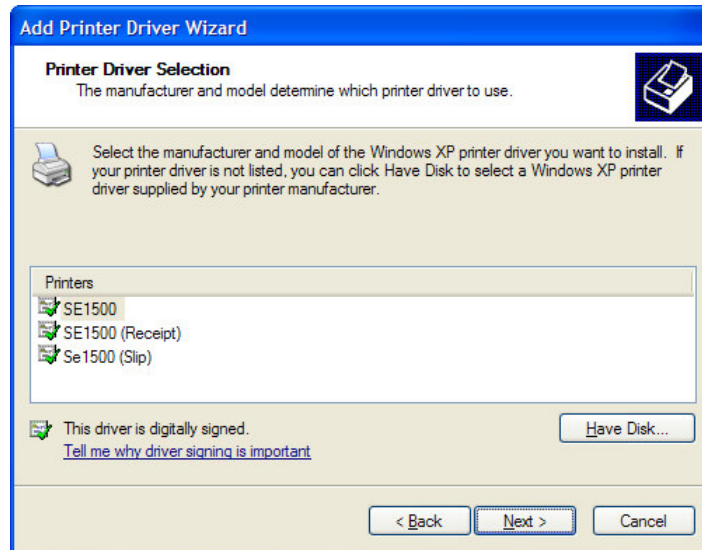 Add Printer Driver Wizard
Printer Driver Selection
The manufacturer and model determine which printer driver to use.
Select the manufacturer and model of the Windows XP printer driver you want to install. If
your printer driver is not listed, you can click Have Disk to select a Windows XP printer
driver supplied by your printer manufacturer.
Printers
SE1500
SE1500 (Receipt)
Se1500 (Slip)
This driver is digitally signed.
Have Disk...
Tell me why driver signing is important
< Back
Next >
Cancel